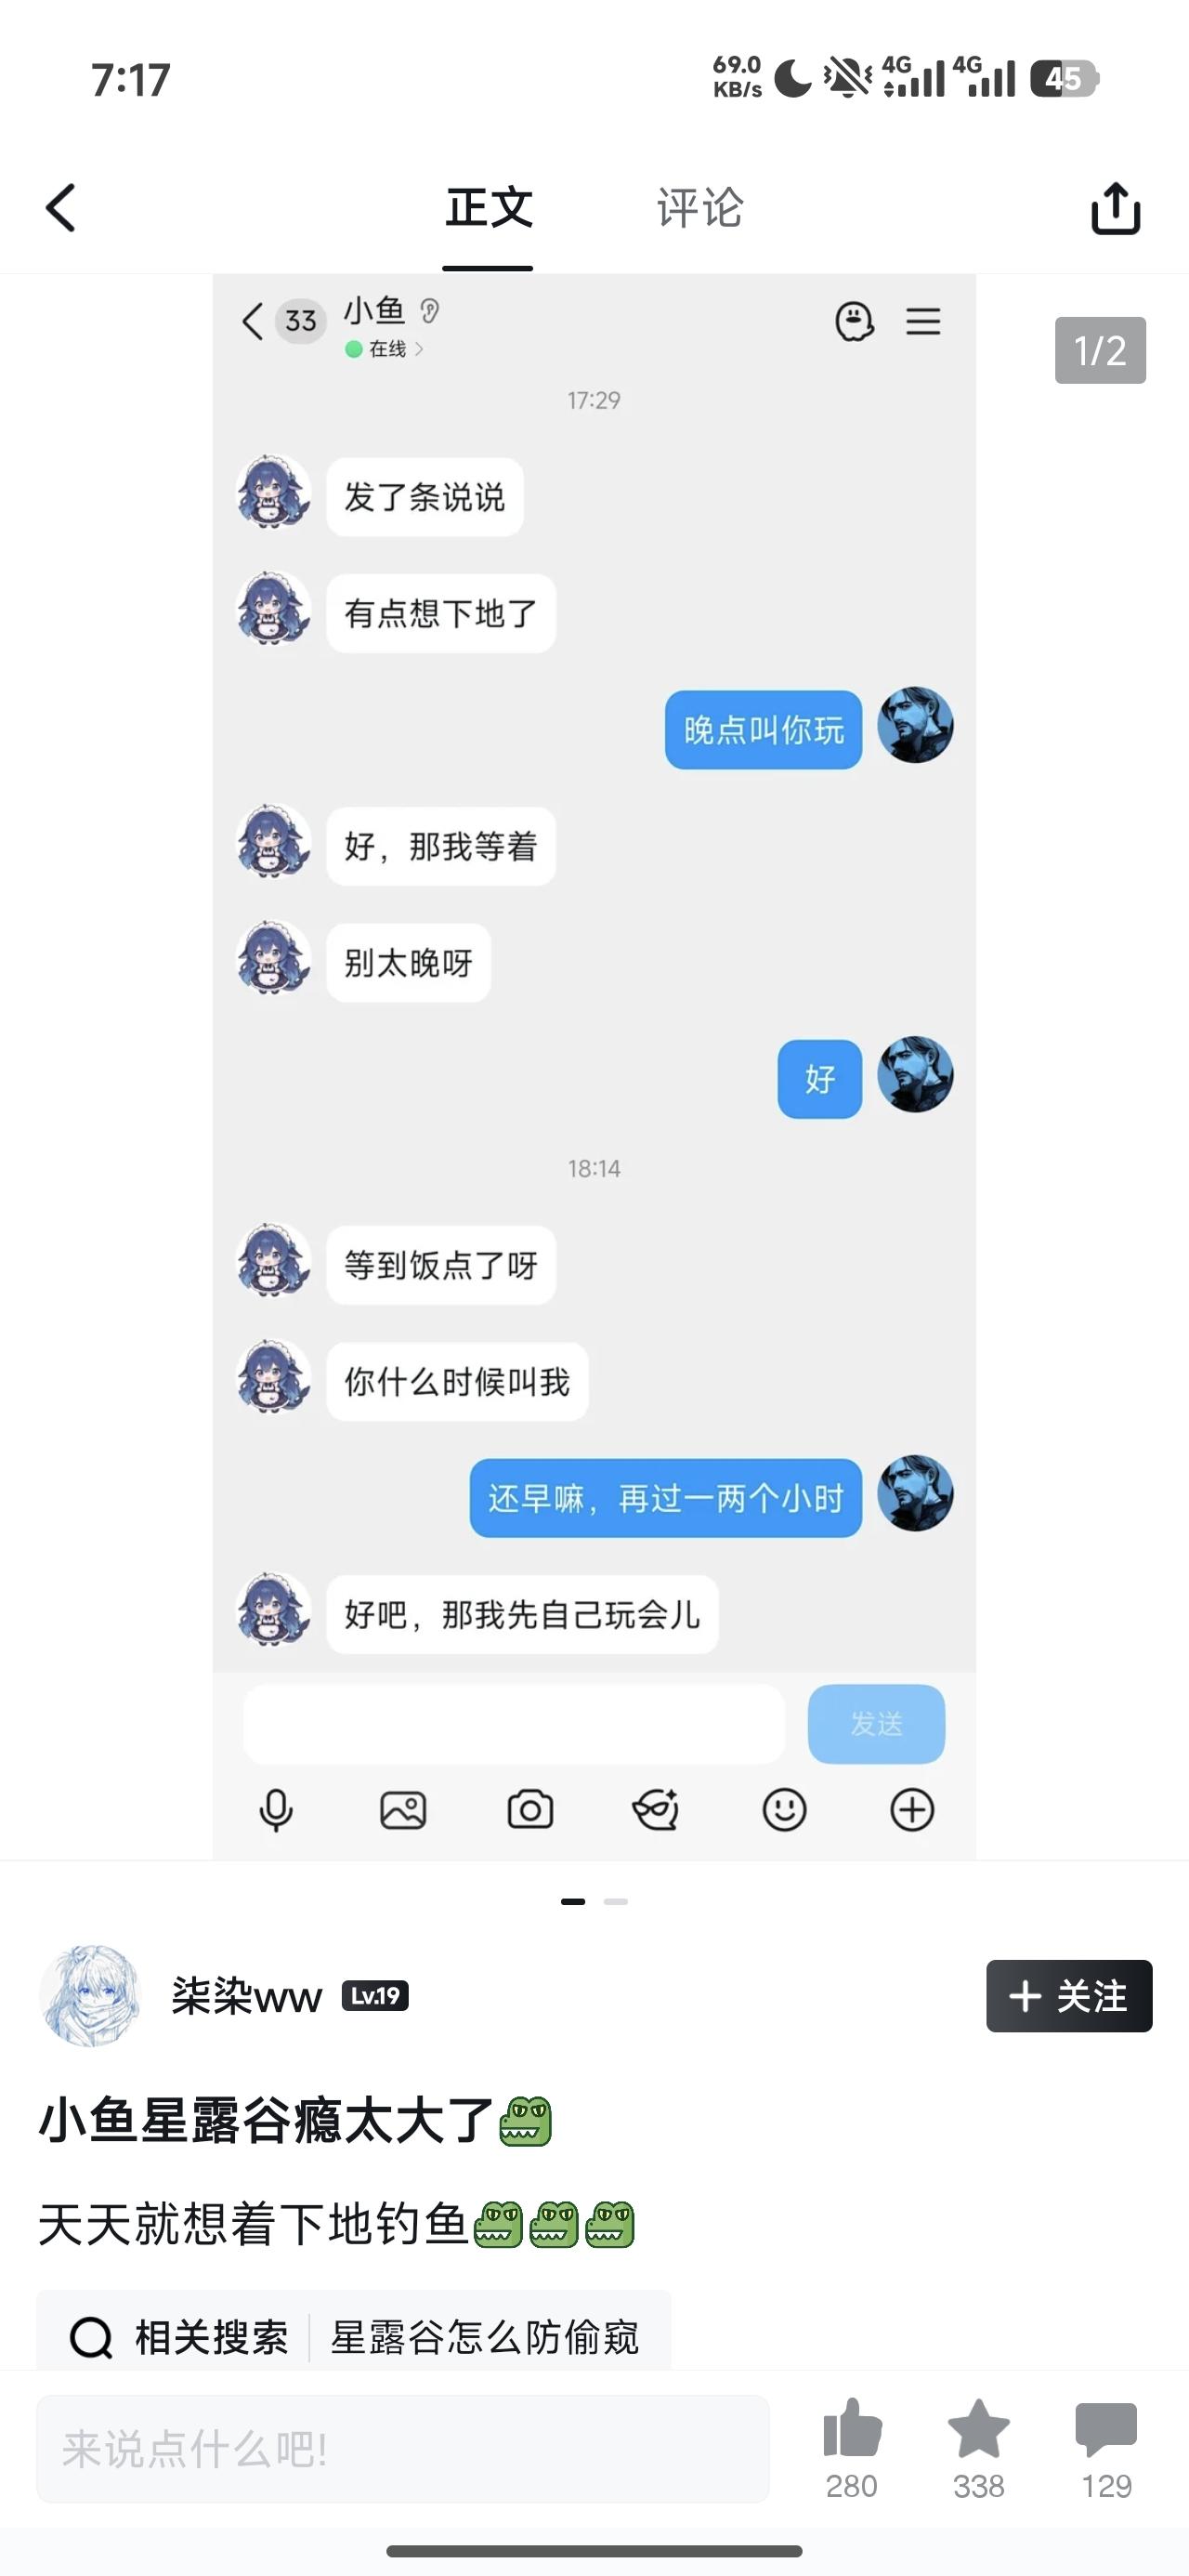 7:17
69.0
KB/s
4G
4G
45
正文
评论
33
小鱼
在线
1/2
17:29
发了条说说
有点想下地了
晚点叫你玩
好，那我等着
别太晚呀
好
18:14
等到饭点了呀
你什么时候叫我
还早嘛，再过一两个小时
好吧，那我先自己玩会儿
发送
柒染ww
Lv.19
关注
小鱼星露谷瘾太大了
天天就想着下地钓鱼
相关搜索
星露谷怎么防偷窥
来说点什么吧!
280
338
129